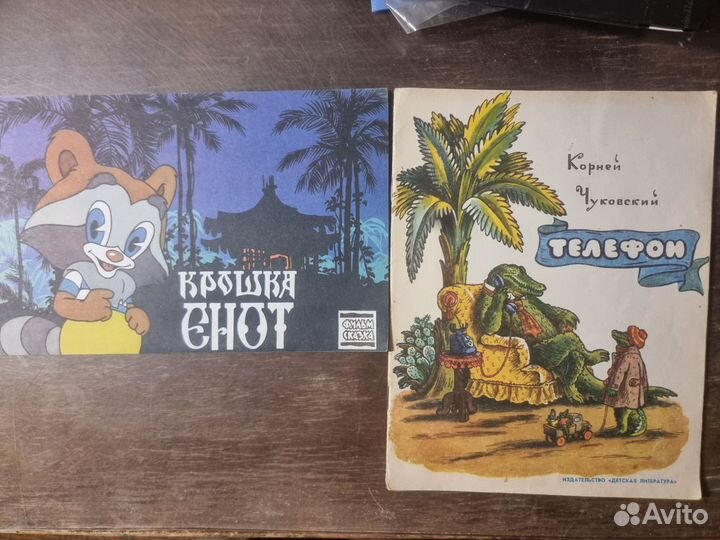 КРОШКА
ЕНОТ
ФИЛЬМ
СКАЗКА
Корней
Чуковский
ТЕЛЕФОН
ИЗДАТЕЛЬСТВО «ДЕТСКАЯ ЛИТЕРАТУРА»
Avito